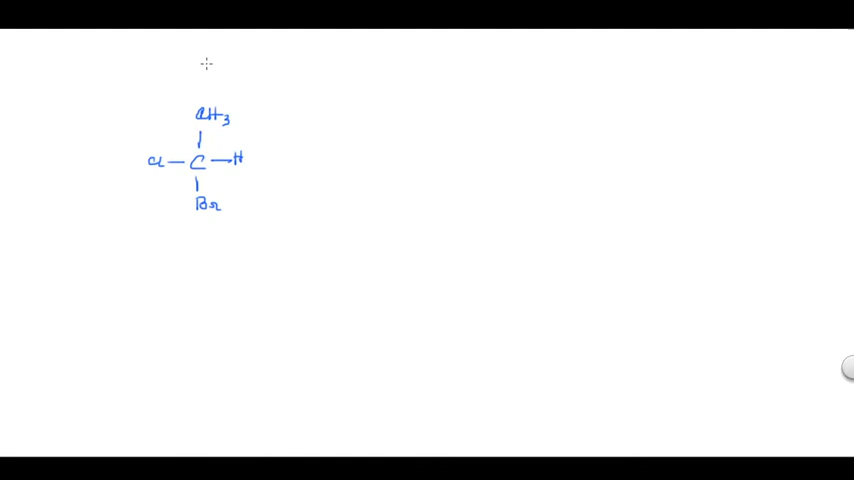 CH3
Cl — C — H
Br